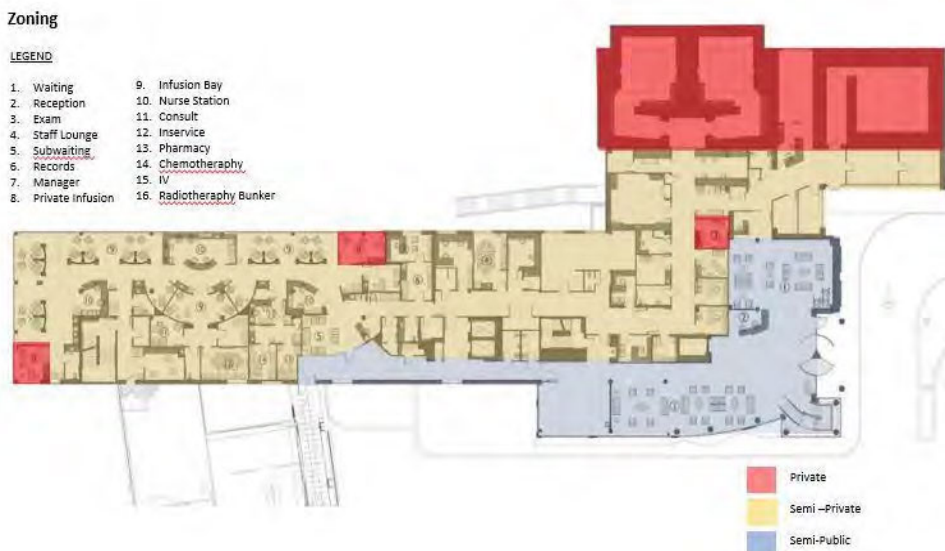 Zoning
LEGEND
1. Waiting
2. Reception
3. Exam
4. Staff Lounge
5. Subwaiting
6. Records
7. Manager
8. Private Infusion
9. Infusion Bay
10. Nurse Station
11. Consult
12. Inservice
13. Pharmacy
14. Chemotheraphy
15. IV
16. Radiotheraphy Bunker
Private
Semi –Private
Semi-Public